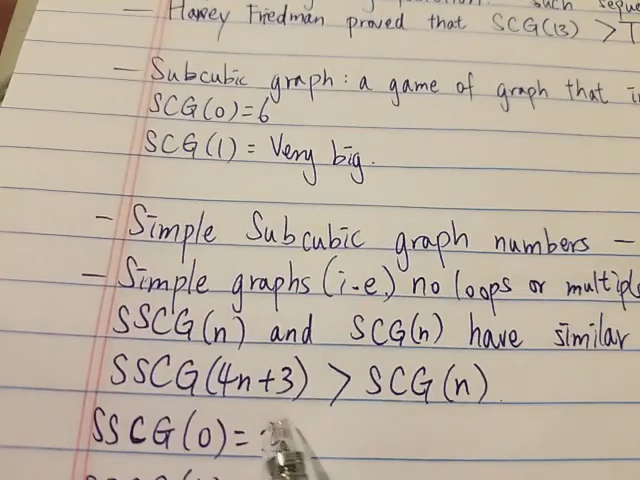 such
- Harvey Friedman proved that SCG(13) > T
- Subcubic graph: a game of graph that
SCG(0)=6
SCG(1) = Very big.
- Simple Subcubic graph numbers -
- Simple graphs (i-e.) no loops or
SSCG(n) and SCG(n) have similar
SSCG(4n+3) > SCG(n).
SSCG(0)=